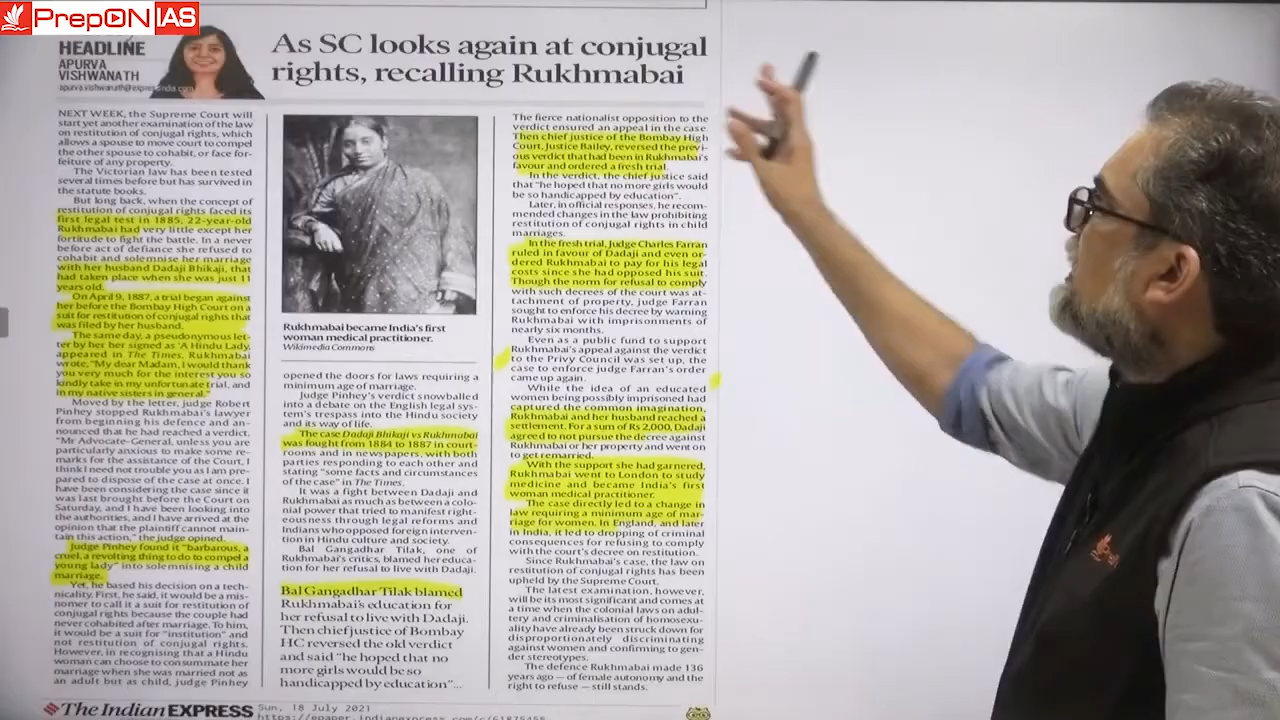 PrepON IAS
HEADLINE
APURVA
VISHWANATH
As SC looks again at conjugal
rights, recalling Rukhmabai
NEXT WEEK, the Supreme Court will
start yet another examination of the law
on restitution of conjugal rights, which
allows a spouse to move court to compel
the other spouse to cohabit, or face for-
feiture of any property.
The Victorian law has been tested
several times before but has survived in
the statute books.
But long back, when the concept of
restitution of conjugal rights faced its
first legal test in 1885, 22-year-old
Rukhmabai had very little except her
fortitude to fight the battle. In a never
before act of defiance she refused to
cohabit and solemnise her marriage
with her husband Dadaji Bhikaji, that
had taken place when she was just 11
years old.
On April 9, 1887, a trial began against
her before the Bombay High Court on a
suit for restitution of conjugal rights that
was filed by her husband.
The same day, a pseudonymous let-
ter by her her signed as 'A Hindu Lady,
appeared in The Times. Rukhmabai
wrote, "My dear Madam, I would thank
you very much for the interest you so
kindly take in my unfortunate trial, and
in my native sisters in general."
Moved by the letter, judge Robert
Pinhey stopped Rukhmabai's lawyer
from beginning his defence and an-
nounced that he had reached a verdict.
"Mr Advocate-General, unless you are
particularly anxious to make some re-
marks for the assistance of the Court, I
think I need not trouble you as I am pre-
pared to dispose of the case at once. I
have been considering the case since it
was last brought before the Court on
Saturday, and I have been looking into
the authorities, and I have arrived at the
opinion that the plaintiff cannot main-
tain this action," the judge opined.
Judge Pinhey found it "barbarous, a
cruel, a revolting thing to do to compel a
young lady" into solemnising a child
marriage.
Yet, he based his decision on a tech-
nicality. First, he said, it would be a mis-
nomer to call it a suit for restitution of
conjugal rights because the couple had
never cohabited after marriage. To him,
it would be a suit for "institution" and
not restitution of conjugal rights.
However, in recognising that a Hindu
woman can choose to consummate her
marriage when she was married not as
an adult but as child, judge Pinhey
Rukhmabai became India's first
woman medical practitioner.
Wikimedia Commons
opened the doors for laws requiring a
minimum age of marriage.
Judge Pinhey's verdict snowballed
into a debate on the English legal sys-
tem's trespass into the Hindu society
and its way of life.
The case Dadaji Bhikaji vs Rukhmabai
was fought from 1884 to 1887 in court-
rooms and in newspapers, with both
parties responding to each other and
stating "some facts and circumstances
of the case" in The Times.
It was a fight between Dadaji and
Rukhmabai as much as between a colo-
nial power that tried to manifest right-
eousness through legal reforms and
Indians who opposed foreign interven-
tion in Hindu culture and society.
Bal Gangadhar Tilak, one of
Rukhmabai's critics, blamed her educa-
tion for her refusal to live with Dadaji.
Bal Gangadhar Tilak blamed
Rukhmabai's education for
her refusal to live with Dadaji.
Then chief justice of Bombay
HC reversed the old verdict
and said "he hoped that no
more girls would be so
handicapped by education"...
The fierce nationalist opposition to the
verdict ensured an appeal in the case.
Then chief justice of the Bombay High
Court, Justice Bailey, reversed the previ-
ous verdict that had been in Rukhmabai's
favour and ordered a fresh trial.
In the verdict, the chief justice said
that "he hoped that no more girls would
be so handicapped by education".
Later, in official responses, he recom-
mended changes in the law prohibiting
restitution of conjugal rights in child
marriages.
In the fresh trial, Judge Charles Farran
ruled in favour of Dadaji and even or-
dered Rukhmabai to pay for his legal
costs since she had opposed his suit.
Though the norm for refusal to comply
with such decrees of the court was at-
tachment of property, judge Farran
sought to enforce his decree by warning
Rukhmabai with imprisonments of
nearly six months.
Even as a public fund to support
Rukhmabai's appeal against the verdict
to the Privy Council was set up, the
case to enforce judge Farran's order
came up again.
While the idea of an educated
women being possibly imprisoned had
captured the common imagination,
Rukhmabai and her husband reached a
settlement. For a sum of Rs 2,000, Dadaji
agreed to not pursue the decree against
Rukhmabai or her property and went on
to get remarried.
With the support she had garnered,
Rukhmabai went to London to study
medicine and became India's first
woman medical practitioner.
The case directly led to a change in
law requiring a minimum age of mar-
riage for women. In England, and later
in India, it led to dropping of criminal
consequences for refusing to comply
with the court's decree on restitution.
Since Rukhmabai's case, the law on
restitution of conjugal rights has been
upheld by the Supreme Court.
The latest examination, however,
will be its most significant and comes at
a time when the colonial laws on adul-
tery and criminalisation of homosexu-
ality have already been struck down for
disproportionately discriminating
against women and confirming to gen-
der stereotypes.
The defence Rukhmabai made 136
years ago — of female autonomy and the
right to refuse — still stands.
The Indian EXPRESS
Sun, 18 July 2021